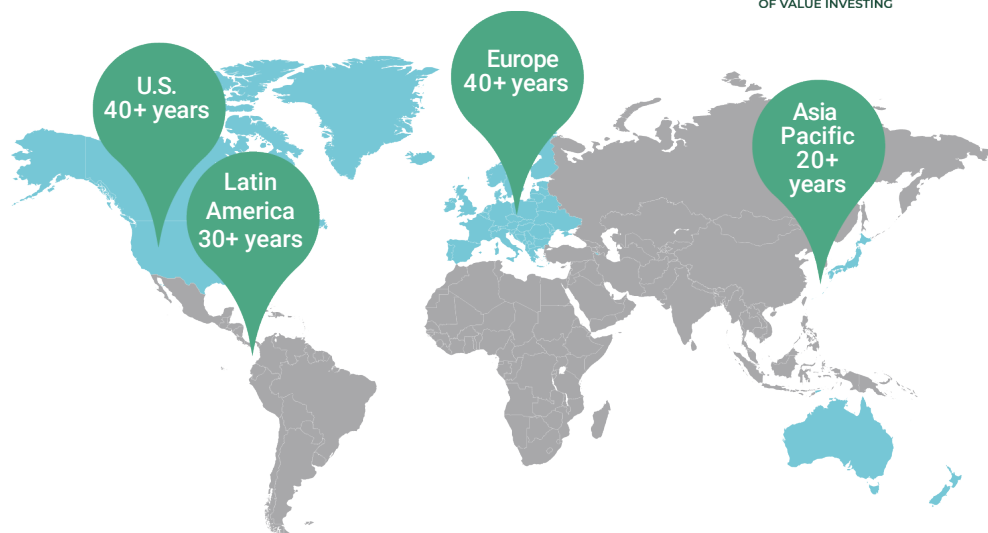 OF VALUE INVESTING
U.S.
40+ years
Latin
America
30+ years
Europe
40+ years
Asia
Pacific
20+
years